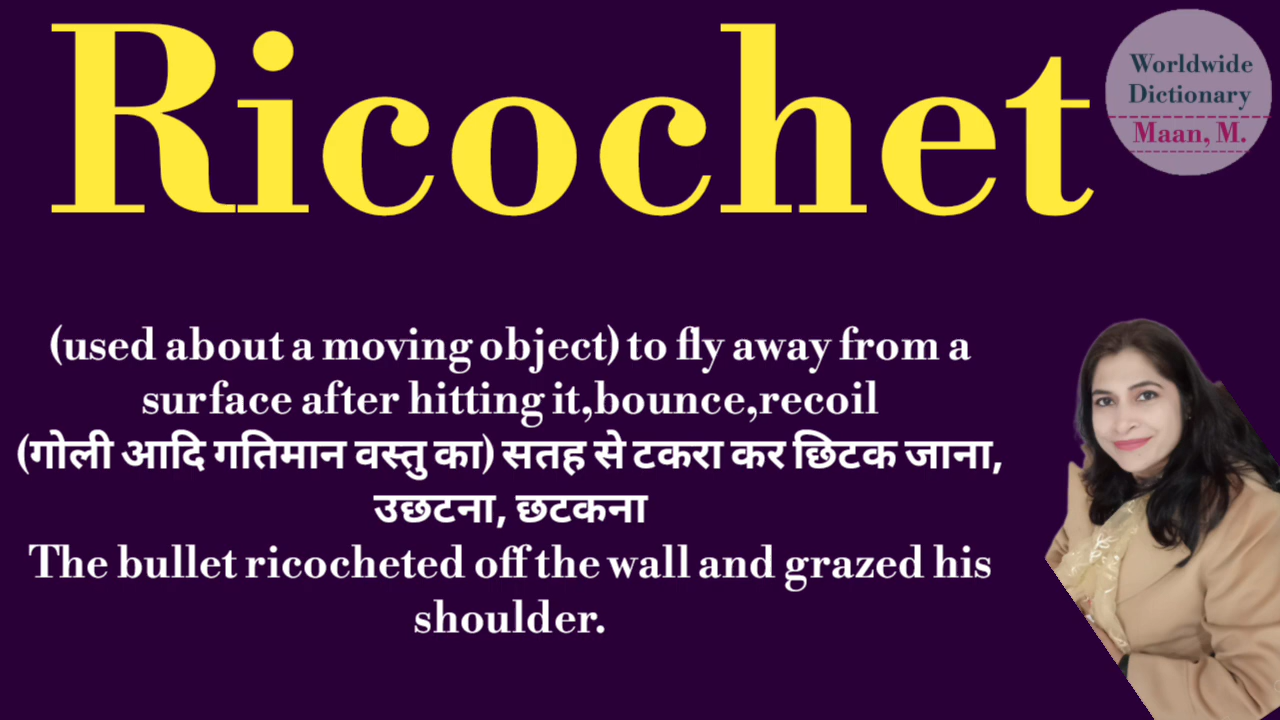 Ricochet
Worldwide
Dictionary
Maan, M.
(used about a moving object) to fly away from a
surface after hitting it,bounce,recoil
(गोली आदि गतिमान वस्तु का) सतह से टकरा कर छिटक जाना,
उछटना, छटकना
The bullet ricocheted off the wall and grazed his
shoulder.